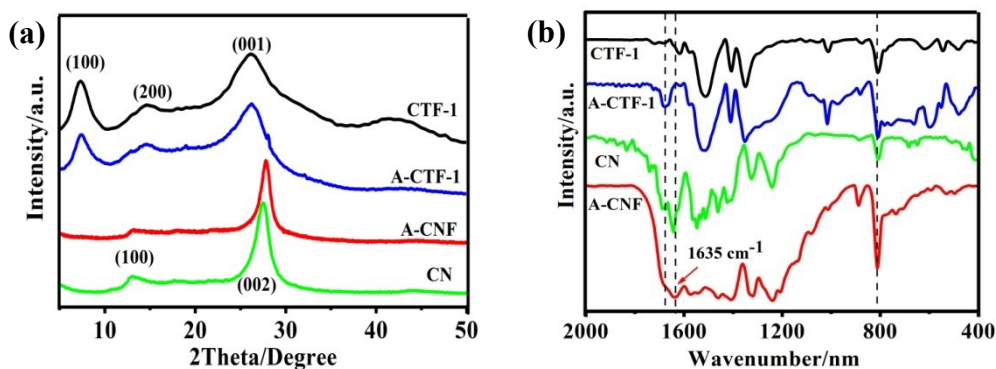 (a)
(100)
(200)
(001)
CTF-1
A-CTF-1
A-CNF
(100)
(002)
CN
Intensity/a.u.
10 20 30 40 50
2Theta/Degree
(b)
CTF-1
A-CTF-1
CN
A-CNF
1635 cm-1
Intensity/a.u.
2000 1600 1200 800 400
Wavenumber/nm